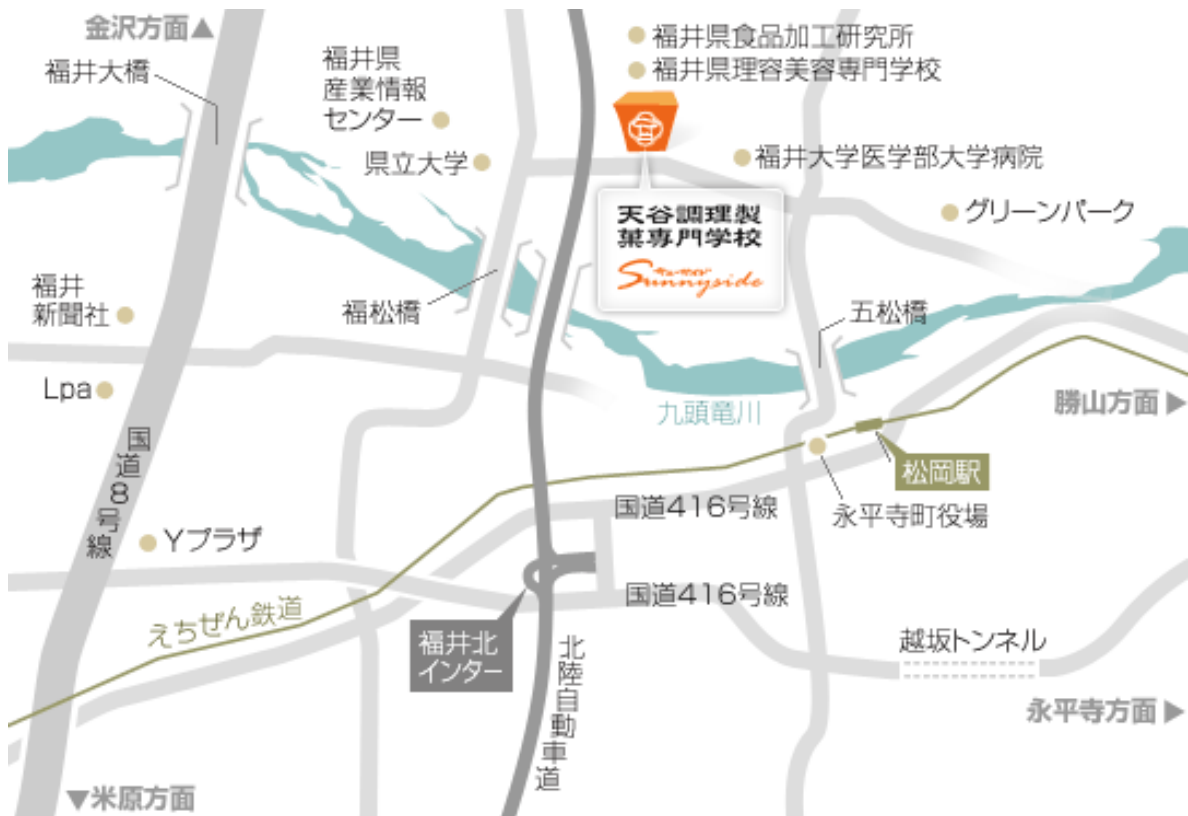 金沢方面▲
福井大橋
福井県
産業情報
センター
県立大学
福井県食品加工研究所
福井県理容美容専門学校
福井大学医学部大学病院
グリーンパーク
天谷調理製
菓専門学校
サニーサイド
Sunnyside
福井
新聞社
福松橋
五松橋
Lpa
九頭竜川
勝山方面▶
国道8号線
松岡駅
国道416号線
永平寺町役場
Yプラザ
国道416号線
えちぜん鉄道
福井北
インター
北陸自動車道
越坂トンネル
永平寺方面▶
▼米原方面